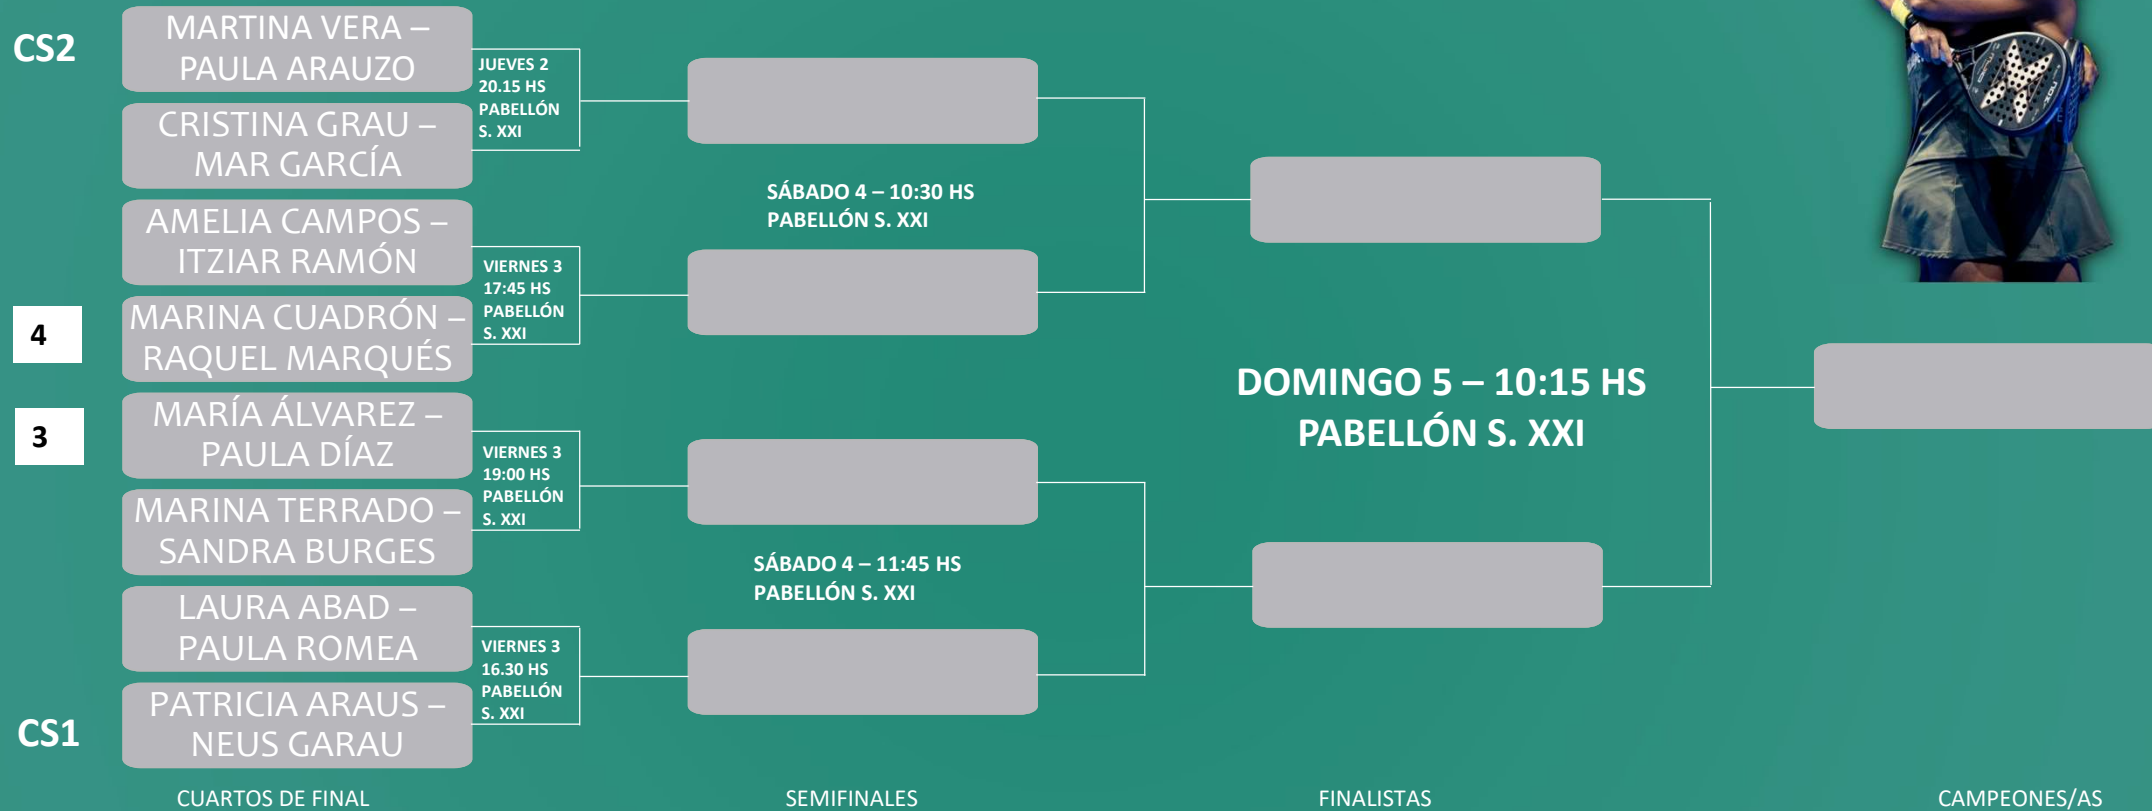 CS2
MARTINA VERA –
PAULA ARAUZO
JUEVES 2
20.15 HS
PABELLÓN
S. XXI
CRISTINA GRAU –
MAR GARCÍA
AMELIA CAMPOS –
ITZIAR RAMÓN
VIERNES 3
17:45 HS
PABELLÓN
S. XXI
4
MARINA CUADRÓN –
RAQUEL MARQUÉS
3
MARÍA ÁLVAREZ –
PAULA DÍAZ
VIERNES 3
19:00 HS
PABELLÓN
S. XXI
MARINA TERRADO –
SANDRA BURGES
LAURA ABAD –
PAULA ROMEA
VIERNES 3
16.30 HS
PABELLÓN
S. XXI
CS1
PATRICIA ARAUS –
NEUS GARAU
SÁBADO 4 – 10:30 HS
PABELLÓN S. XXI
SÁBADO 4 – 11:45 HS
PABELLÓN S. XXI
DOMINGO 5 – 10:15 HS
PABELLÓN S. XXI
NOX
CUARTOS DE FINAL
SEMIFINALES
FINALISTAS
CAMPEONES/AS